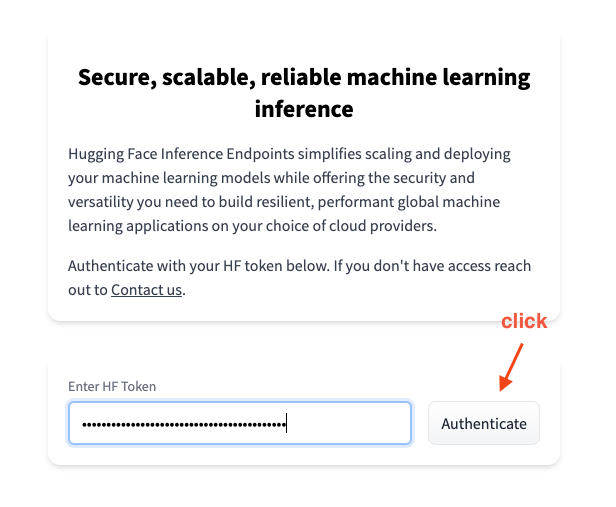 Secure, scalable, reliable machine learning
inference
Hugging Face Inference Endpoints simplifies scaling and deploying
your machine learning models while offering the security and
versatility you need to build resilient, performant global machine
learning applications on your choice of cloud providers.
Authenticate with your HF token below. If you don't have access reach
out to Contact us.
click
Enter HF Token
Authenticate